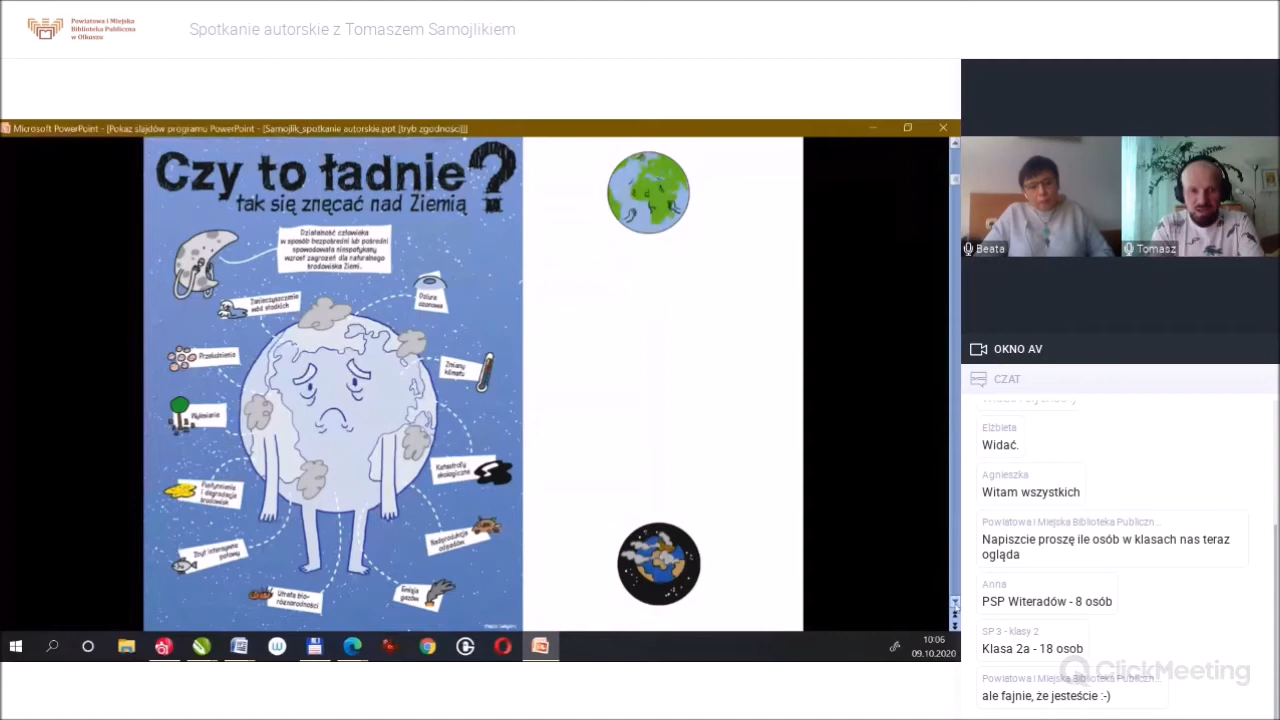 Powiatowa i Miejska
Biblioteka Publiczna
w Olkuszu
Spotkanie autorskie z Tomaszem Samojlikiem
Microsoft PowerPoint - [Pokaz slajdów programu PowerPoint - [Samojlik_spotkanie autorskie.ppt [tryb zgodności]]]
Czy to ładnie?
tak się znęcać nad Ziemią
Działalność człowieka
w sposób bezpośredni lub pośredni
spowodowała niespotykany
wzrost zagrożeń dla naturalnego
środowiska Ziemi.
Zanieczyszczenie
wód słodkich
Dziura
ozonowa
Przeludnienie
Zmiany
klimatu
Wylesianie
Katastrofy
ekologiczne
Pustynnienie
i degradacja
środowisk
Nadprodukcja
odpadów
Zbyt intensywne
połowy
Utrata bio-
różnorodności
Emisja
gazów
10:06
09.10.2020
Beata
Tomasz
OKNO AV
CZAT
Elżbieta
Widać.
Agnieszka
Witam wszystkich
Powiatowa i Miejska Biblioteka Publiczn...
Napiszcie proszę ile osób w klasach nas teraz
ogląda
Anna
PSP Witeradów - 8 osób
SP 3 - klasy 2
Klasa 2a - 18 osob
Powiatowa i Miejska Biblioteka Publiczn...
ale fajnie, że jesteście :-)
ClickMeeting